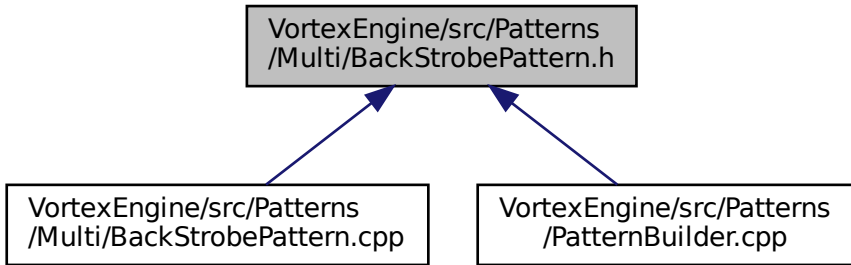 VortexEngine/src/Patterns
/Multi/BackStrobePattern.h
VortexEngine/src/Patterns
/Multi/BackStrobePattern.cpp
VortexEngine/src/Patterns
/PatternBuilder.cpp